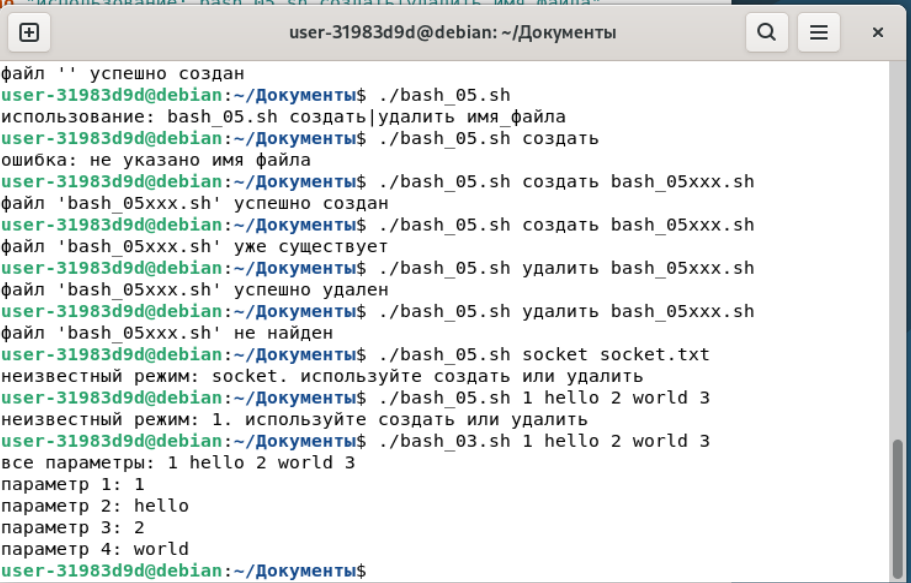 "использование: bash_05.sh создать|удалить имя_файла"
user-31983d9d@debian: ~/Документы
файл '' успешно создан
user-31983d9d@debian:~/Документы$ ./bash_05.sh
использование: bash_05.sh создать|удалить имя_файла
user-31983d9d@debian:~/Документы$ ./bash_05.sh создать
ошибка: не указано имя файла
user-31983d9d@debian:~/Документы$ ./bash_05.sh создать bash_05xxx.sh
файл 'bash_05xxx.sh' успешно создан
user-31983d9d@debian:~/Документы$ ./bash_05.sh создать bash_05xxx.sh
файл 'bash_05xxx.sh' уже существует
user-31983d9d@debian:~/Документы$ ./bash_05.sh удалить bash_05xxx.sh
файл 'bash_05xxx.sh' успешно удален
user-31983d9d@debian:~/Документы$ ./bash_05.sh удалить bash_05xxx.sh
файл 'bash_05xxx.sh' не найден
user-31983d9d@debian:~/Документы$ ./bash_05.sh socket socket.txt
неизвестный режим: socket. используйте создать или удалить
user-31983d9d@debian:~/Документы$ ./bash_05.sh 1 hello 2 world 3
неизвестный режим: 1. используйте создать или удалить
user-31983d9d@debian:~/Документы$ ./bash_03.sh 1 hello 2 world 3
все параметры: 1 hello 2 world 3
параметр 1: 1
параметр 2: hello
параметр 3: 2
параметр 4: world
user-31983d9d@debian:~/Документы$